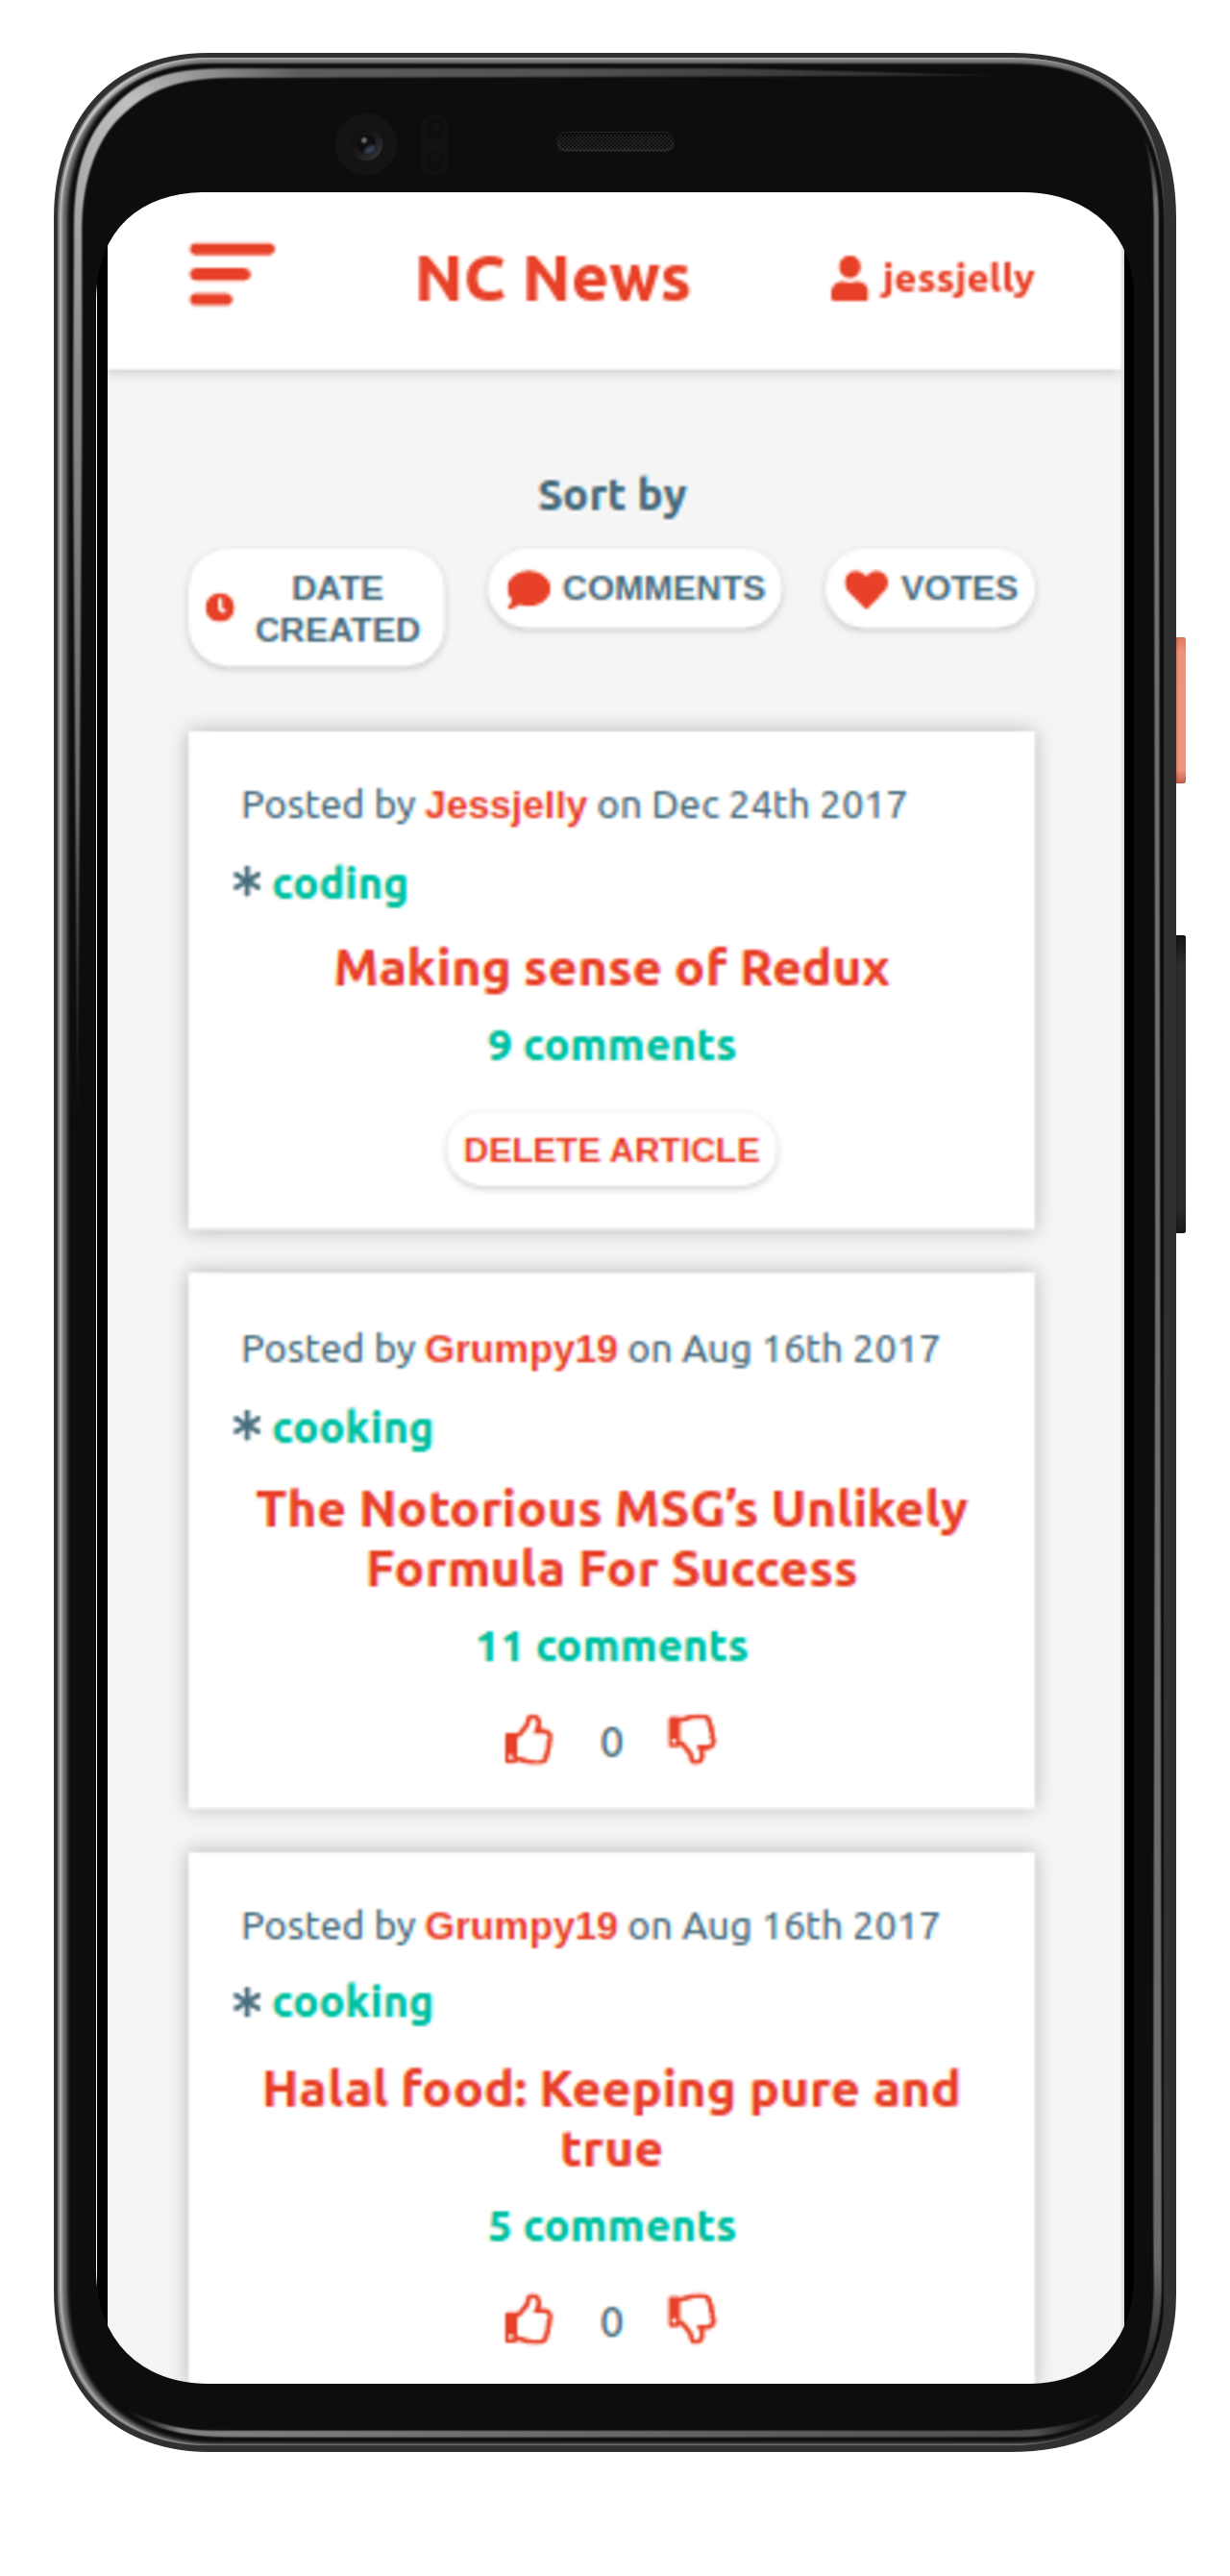 NC News
jessjelly
Sort by
DATE
CREATED
COMMENTS
VOTES
Posted by Jessjelly on Dec 24th 2017
* coding
Making sense of Redux
9 comments
DELETE ARTICLE
Posted by Grumpy19 on Aug 16th 2017
* cooking
The Notorious MSG’s Unlikely
Formula For Success
11 comments
0
Posted by Grumpy19 on Aug 16th 2017
* cooking
Halal food: Keeping pure and
true
5 comments
0